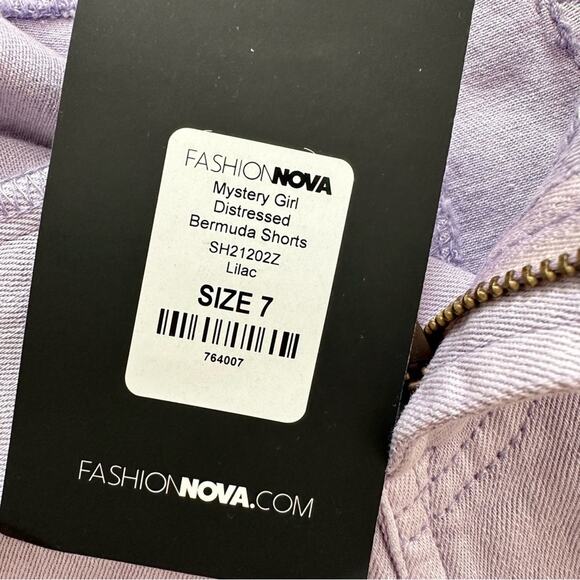 FASHIONNOVA
Mystery Girl
Distressed
Bermuda Shorts
SH21202Z
Lilac
SIZE 7
764007
FASHIONNOVA.COM